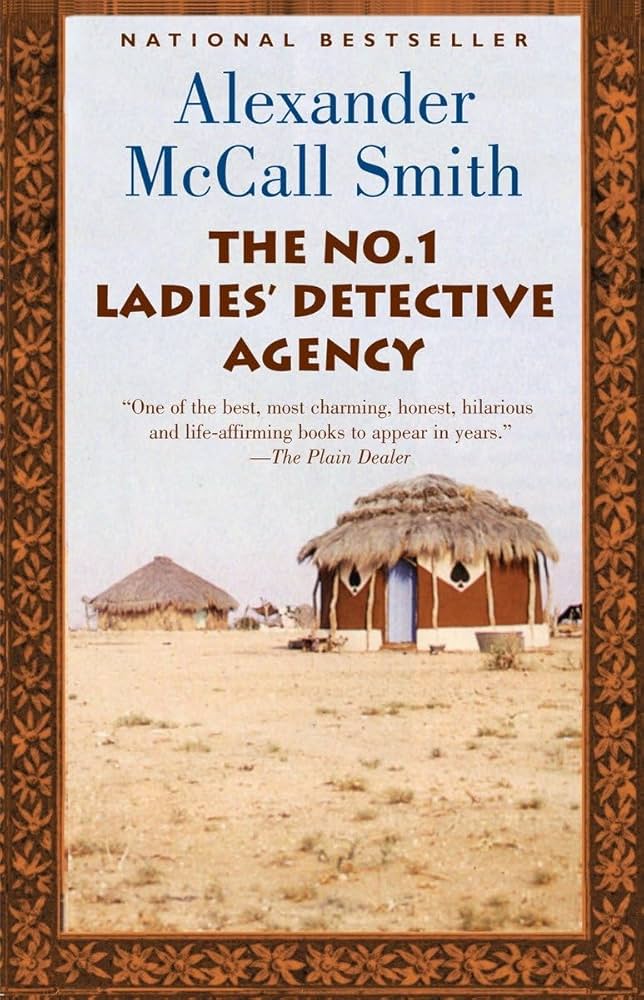 NATIONAL BESTSELLER
Alexander
McCall Smith
THE NO.1
LADIES’ DETECTIVE
AGENCY
“One of the best, most charming, honest, hilarious
and life-affirming books to appear in years.”
—The Plain Dealer